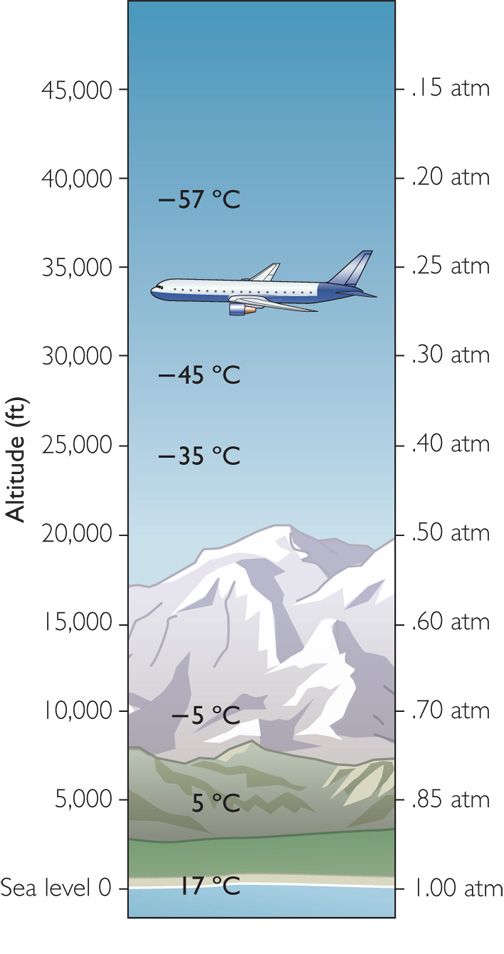 45,000 .15 atm
40,000 .20 atm
−57 °C
35,000 .25 atm
30,000 .30 atm
−45 °C
25,000 .40 atm
−35 °C
Altitude (ft)
20,000 .50 atm
15,000 .60 atm
10,000 .70 atm
−5 °C
5,000 .85 atm
5 °C
Sea level 0 1.00 atm
17 °C